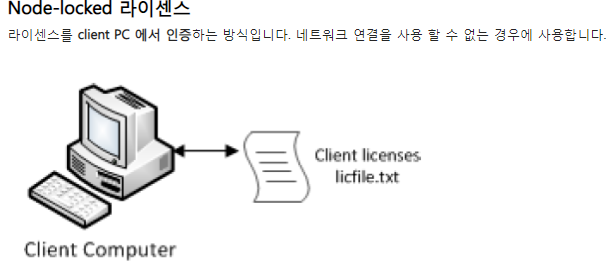 Node-locked 라이센스
라이센스를 client PC 에서 인증하는 방식입니다. 네트워크 연결을 사용 할 수 없는 경우에 사용합니다.
Client licenses
licfile.txt
Client Computer